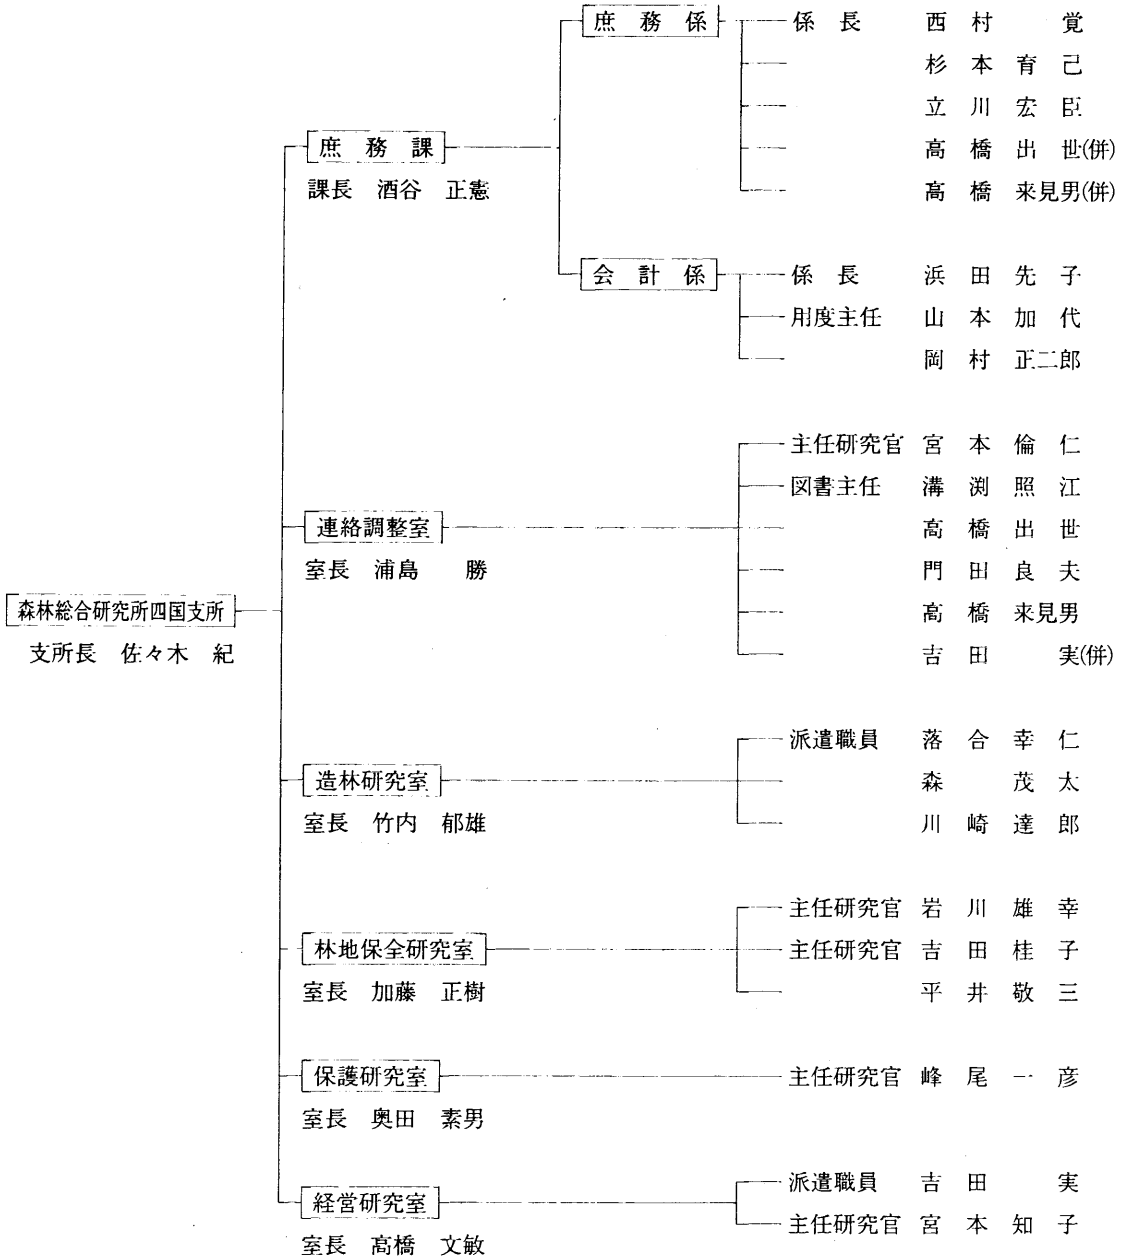 森林総合研究所四国支所
支所長 佐々木 紀
庶務課
課長 酒谷 正憲
庶務係
係長 西村 覚
杉本育己
立川宏臣
高橋出世(併)
高橋来見男(併)
会計係
係長 浜田先子
用度主任 山本加代
岡村正二郎
連絡調整室
室長 浦島 勝
主任研究官 宮本倫仁
図書主任 溝渕照江
高橋出世
門田良夫
高橋来見男
吉田 実(併)
造林研究室
室長 竹内 郁雄
派遣職員 落合幸仁
森 茂太
川崎達郎
林地保全研究室
室長 加藤 正樹
主任研究官 岩川雄幸
主任研究官 吉田桂子
平井敬三
保護研究室
室長 奥田 素男
主任研究官 峰尾一彦
経営研究室
室長 高橋 文敏
派遣職員 吉田 実
主任研究官 宮本知子